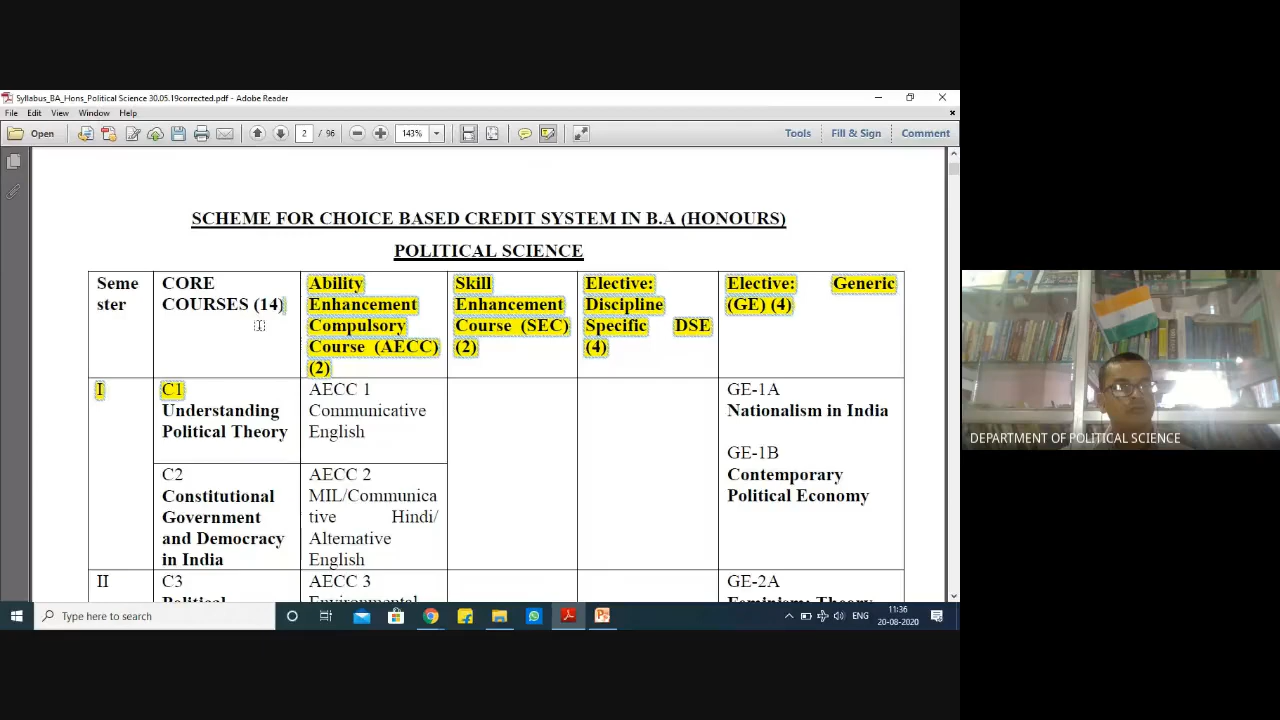 Syllabus_BA_Hons_Political Science 30.05.19corrected.pdf - Adobe Reader
File Edit View Window Help
Open 2 / 96 143% Tools Fill & Sign Comment
SCHEME FOR CHOICE BASED CREDIT SYSTEM IN B.A (HONOURS)
POLITICAL SCIENCE
Seme
ster
CORE
COURSES (14)
Ability
Enhancement
Compulsory
Course (AECC)
(2)
Skill
Enhancement
Course (SEC)
(2)
Elective:
Discipline
Specific DSE
(4)
Elective: Generic
(GE) (4)
I
C1
Understanding
Political Theory
AECC 1
Communicative
English
GE-1A
Nationalism in India
GE-1B
Contemporary
Political Economy
C2
Constitutional
Government
and Democracy
in India
AECC 2
MIL/Communica
tive Hindi/
Alternative
English
II
C3
Political
AECC 3
Environmental
GE-2A
Feminism: Theory
DEPARTMENT OF POLITICAL SCIENCE
Type here to search
ENG
11:36
20-08-2020